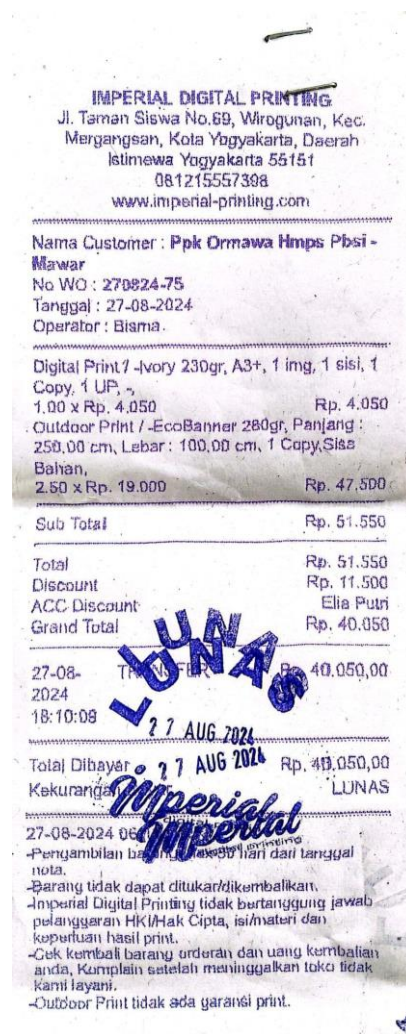 IMPERIAL DIGITAL PRINTING
Jl. Taman Siswa No.69, Wirogunan, Kec.
Mergangsan, Kota Yogyakarta, Daerah
Istimewa Yogyakarta 55151
081215557398
www.imperial-printing.com
Nama Customer : Ppk Ormawa Hmps Pbsi -
Mawar
No WO : 270824-75
Tanggal : 27-08-2024
Operator : Bisma
Digital Print / -Ivory 230gr, A3+, 1 img, 1 sisi, 1
Copy, 1 UP, -,
1.00 x Rp. 4.050 Rp. 4.050
Outdoor Print / -EcoBanner 280gr, Panjang :
250,00 cm, Lebar : 100,00 cm, 1 Copy,Sisa
Bahan,
2.50 x Rp. 19.000 Rp. 47.500
Sub Total Rp. 51.550
Total Rp. 51.550
Discount Rp. 11.500
ACC Discount Elia Putri
Grand Total Rp. 40.050
LUNAS
LUNAS
27-08- TRANSFER Rp. 40.050,00
2024
18:10:08
27 AUG 2024
Total Dibayar 27 AUG 2024 Rp. 40.050,00
Kekurangan LUNAS
Imperial
Imperial
digital printing
27-08-2024
-Pengambilan barang max 30 hari dari tanggal
nota.
-Barang tidak dapat ditukar/dikembalikan.
-Imperial Digital Printing tidak bertanggung jawab
pelanggaran HKI/Hak Cipta, isi/materi dan
keperluan hasil print.
-Cek kembali barang orderan dan uang kembalian
anda, Komplain setelah meninggalkan toko tidak
kami layani.
-Outdoor Print tidak ada garansi print.